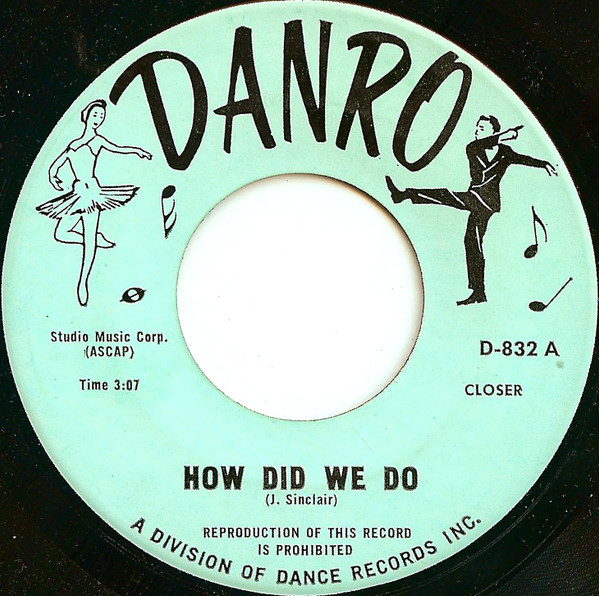 DANRO
Studio Music Corp.
(ASCAP)
Time 3:07
D-832 A
CLOSER
HOW DID WE DO
(J. Sinclair)
REPRODUCTION OF THIS RECORD
IS PROHIBITED
A DIVISION OF DANCE RECORDS INC.